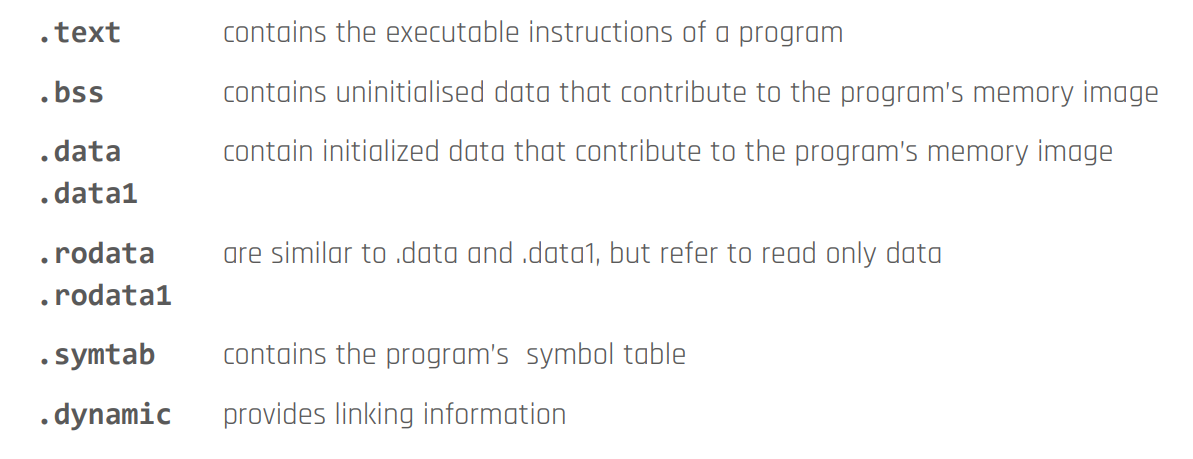 .text contains the executable instructions of a program
.bss contains uninitialised data that contribute to the program's memory image
.data contain initialized data that contribute to the program's memory image
.data1
.rodata are similar to .data and .data1, but refer to read only data
.rodata1
.symtab contains the program's  symbol table
.dynamic provides linking information